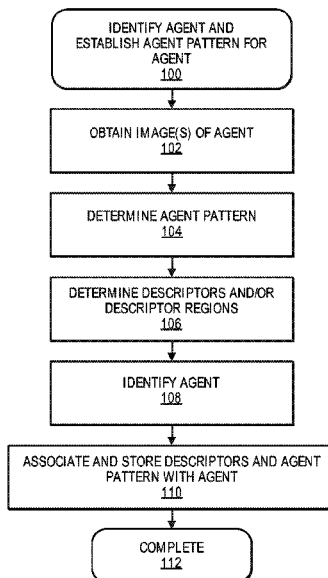 IDENTIFY AGENT AND
ESTABLISH AGENT PATTERN FOR
AGENT
100
OBTAIN IMAGE(S) OF AGENT
102
DETERMINE AGENT PATTERN
104
DETERMINE DESCRIPTORS AND/OR
DESCRIPTOR REGIONS
106
IDENTIFY AGENT
108
ASSOCIATE AND STORE DESCRIPTORS AND AGENT
PATTERN WITH AGENT
110
COMPLETE
112